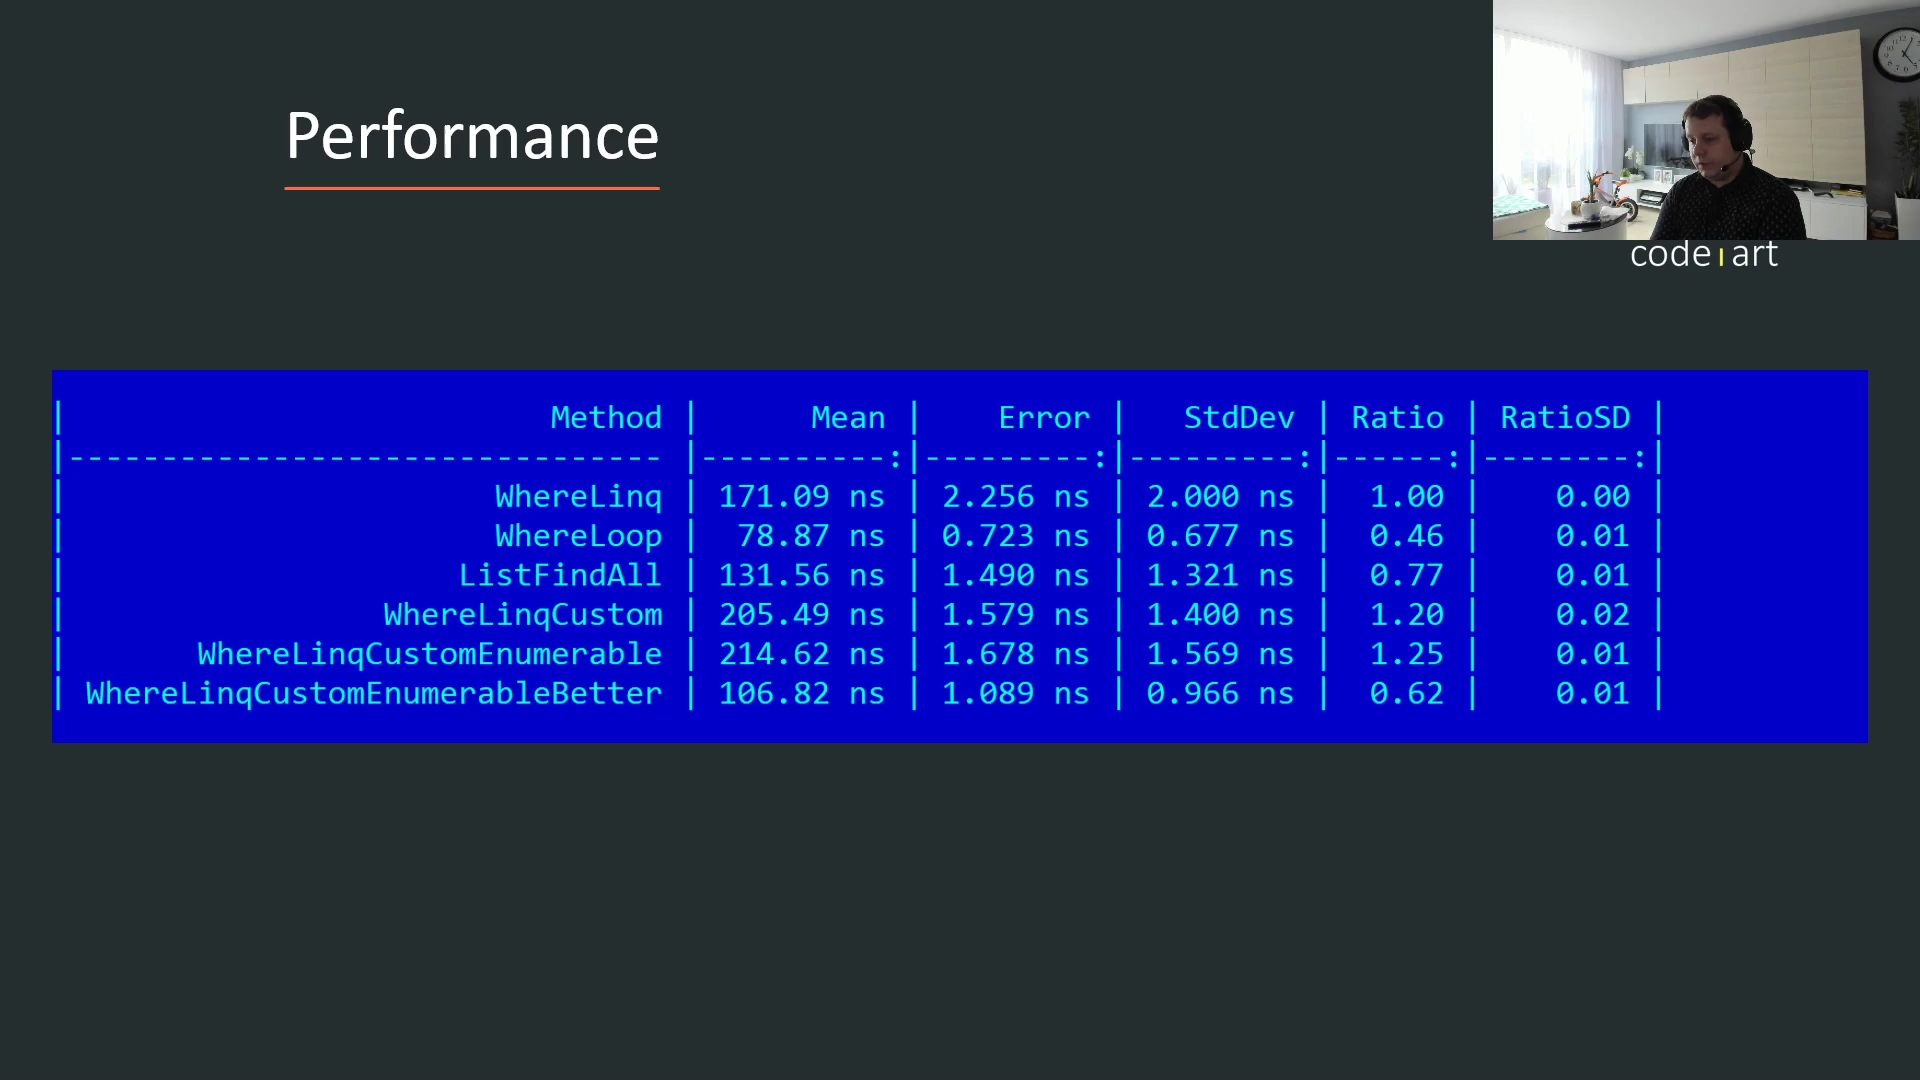 Performance
code art
| Method | Mean | Error | StdDev | Ratio | RatioSD |
|-------------------------------- |----------:|---------:|---------:|------:|--------:|
| WhereLinq | 171.09 ns | 2.256 ns | 2.000 ns | 1.00 | 0.00 |
| WhereLoop | 78.87 ns | 0.723 ns | 0.677 ns | 0.46 | 0.01 |
| ListFindAll | 131.56 ns | 1.490 ns | 1.321 ns | 0.77 | 0.01 |
| WhereLinqCustom | 205.49 ns | 1.579 ns | 1.400 ns | 1.20 | 0.02 |
| WhereLinqCustomEnumerable | 214.62 ns | 1.678 ns | 1.569 ns | 1.25 | 0.01 |
| WhereLinqCustomEnumerableBetter | 106.82 ns | 1.089 ns | 0.966 ns | 0.62 | 0.01 |